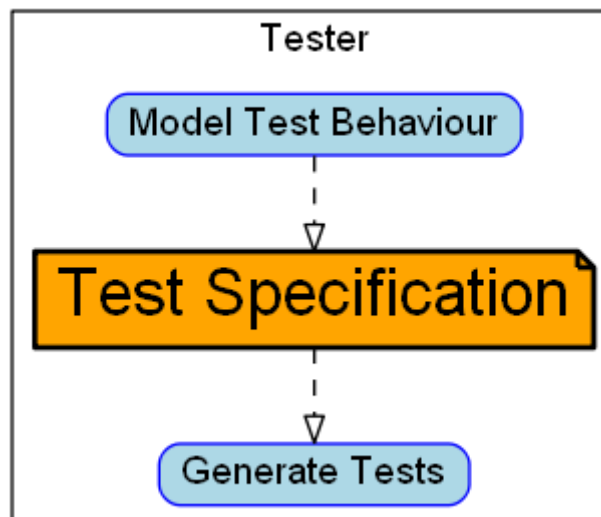 Tester
Model Test Behaviour
Test Specification
Generate Tests